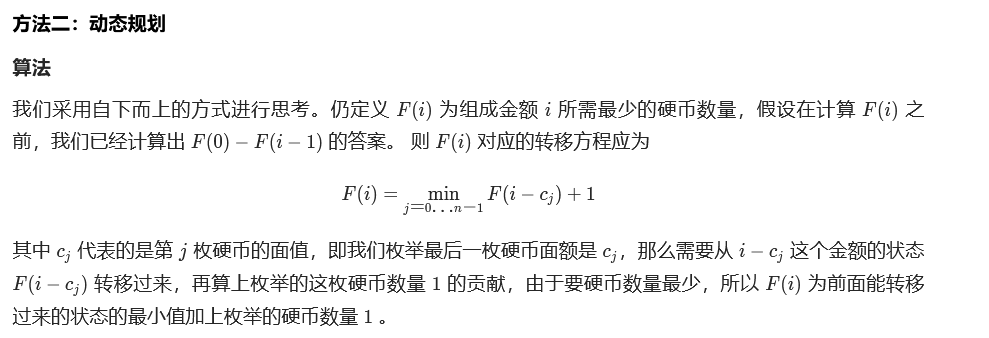 方法二：动态规划
算法
我们采用自下而上的方式进行思考。仍定义 F(i) 为组成金额 i 所需最少的硬币数量，假设在计算 F(i) 之
前，我们已经计算出 F(0) − F(i − 1) 的答案。 则 F(i) 对应的转移方程应为
F(i) = min_{j=0…n−1} F(i − c_j) + 1
其中 c_j 代表的是第 j 枚硬币的面值，即我们枚举最后一枚硬币面额是 c_j，那么需要从 i − c_j 这个金额的状态
F(i − c_j) 转移过来，再算上枚举的这枚硬币数量 1 的贡献，由于要硬币数量最少，所以 F(i) 为前面能转移
过来的状态的最小值加上枚举的硬币数量 1 。